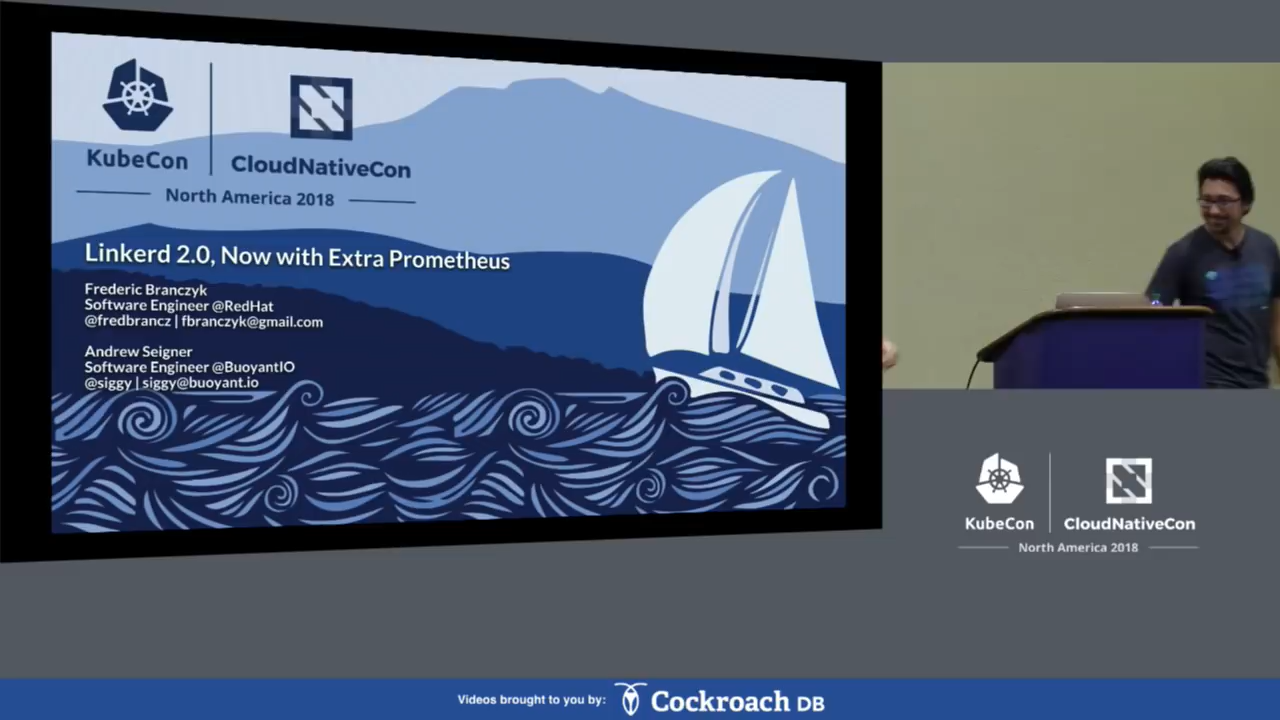 KubeCon
CloudNativeCon
North America 2018
Linkerd 2.0, Now with Extra Prometheus
Frederic Branczyk
Software Engineer @RedHat
@fredbrancz | fbranczyk@gmail.com
Andrew Seigner
Software Engineer @BuoyantIO
@siggy | siggy@buoyant.io
KubeCon
CloudNativeCon
North America 2018
Videos brought to you by: Cockroach DB